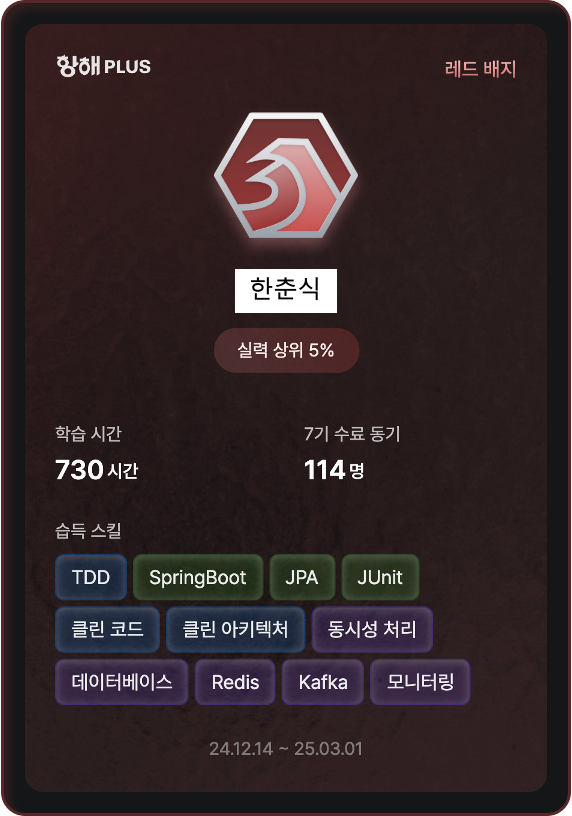 항해 PLUS 레드 배지
한춘식
실력 상위 5%
학습 시간 7기 수료 동기
730 시간 114 명
습득 스킬
TDD SpringBoot JPA JUnit
클린 코드 클린 아키텍처 동시성 처리
데이터베이스 Redis Kafka 모니터링
24.12.14 ~ 25.03.01